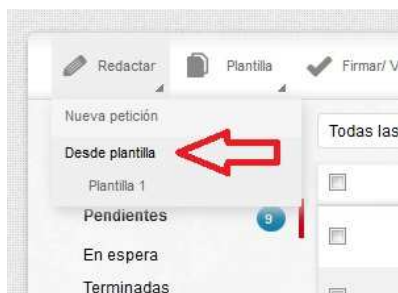 Redactar Plantilla Firmar/ V
Nueva petición
Desde plantilla
Todas las
Plantilla 1
Pendientes 9
En espera
Terminadas